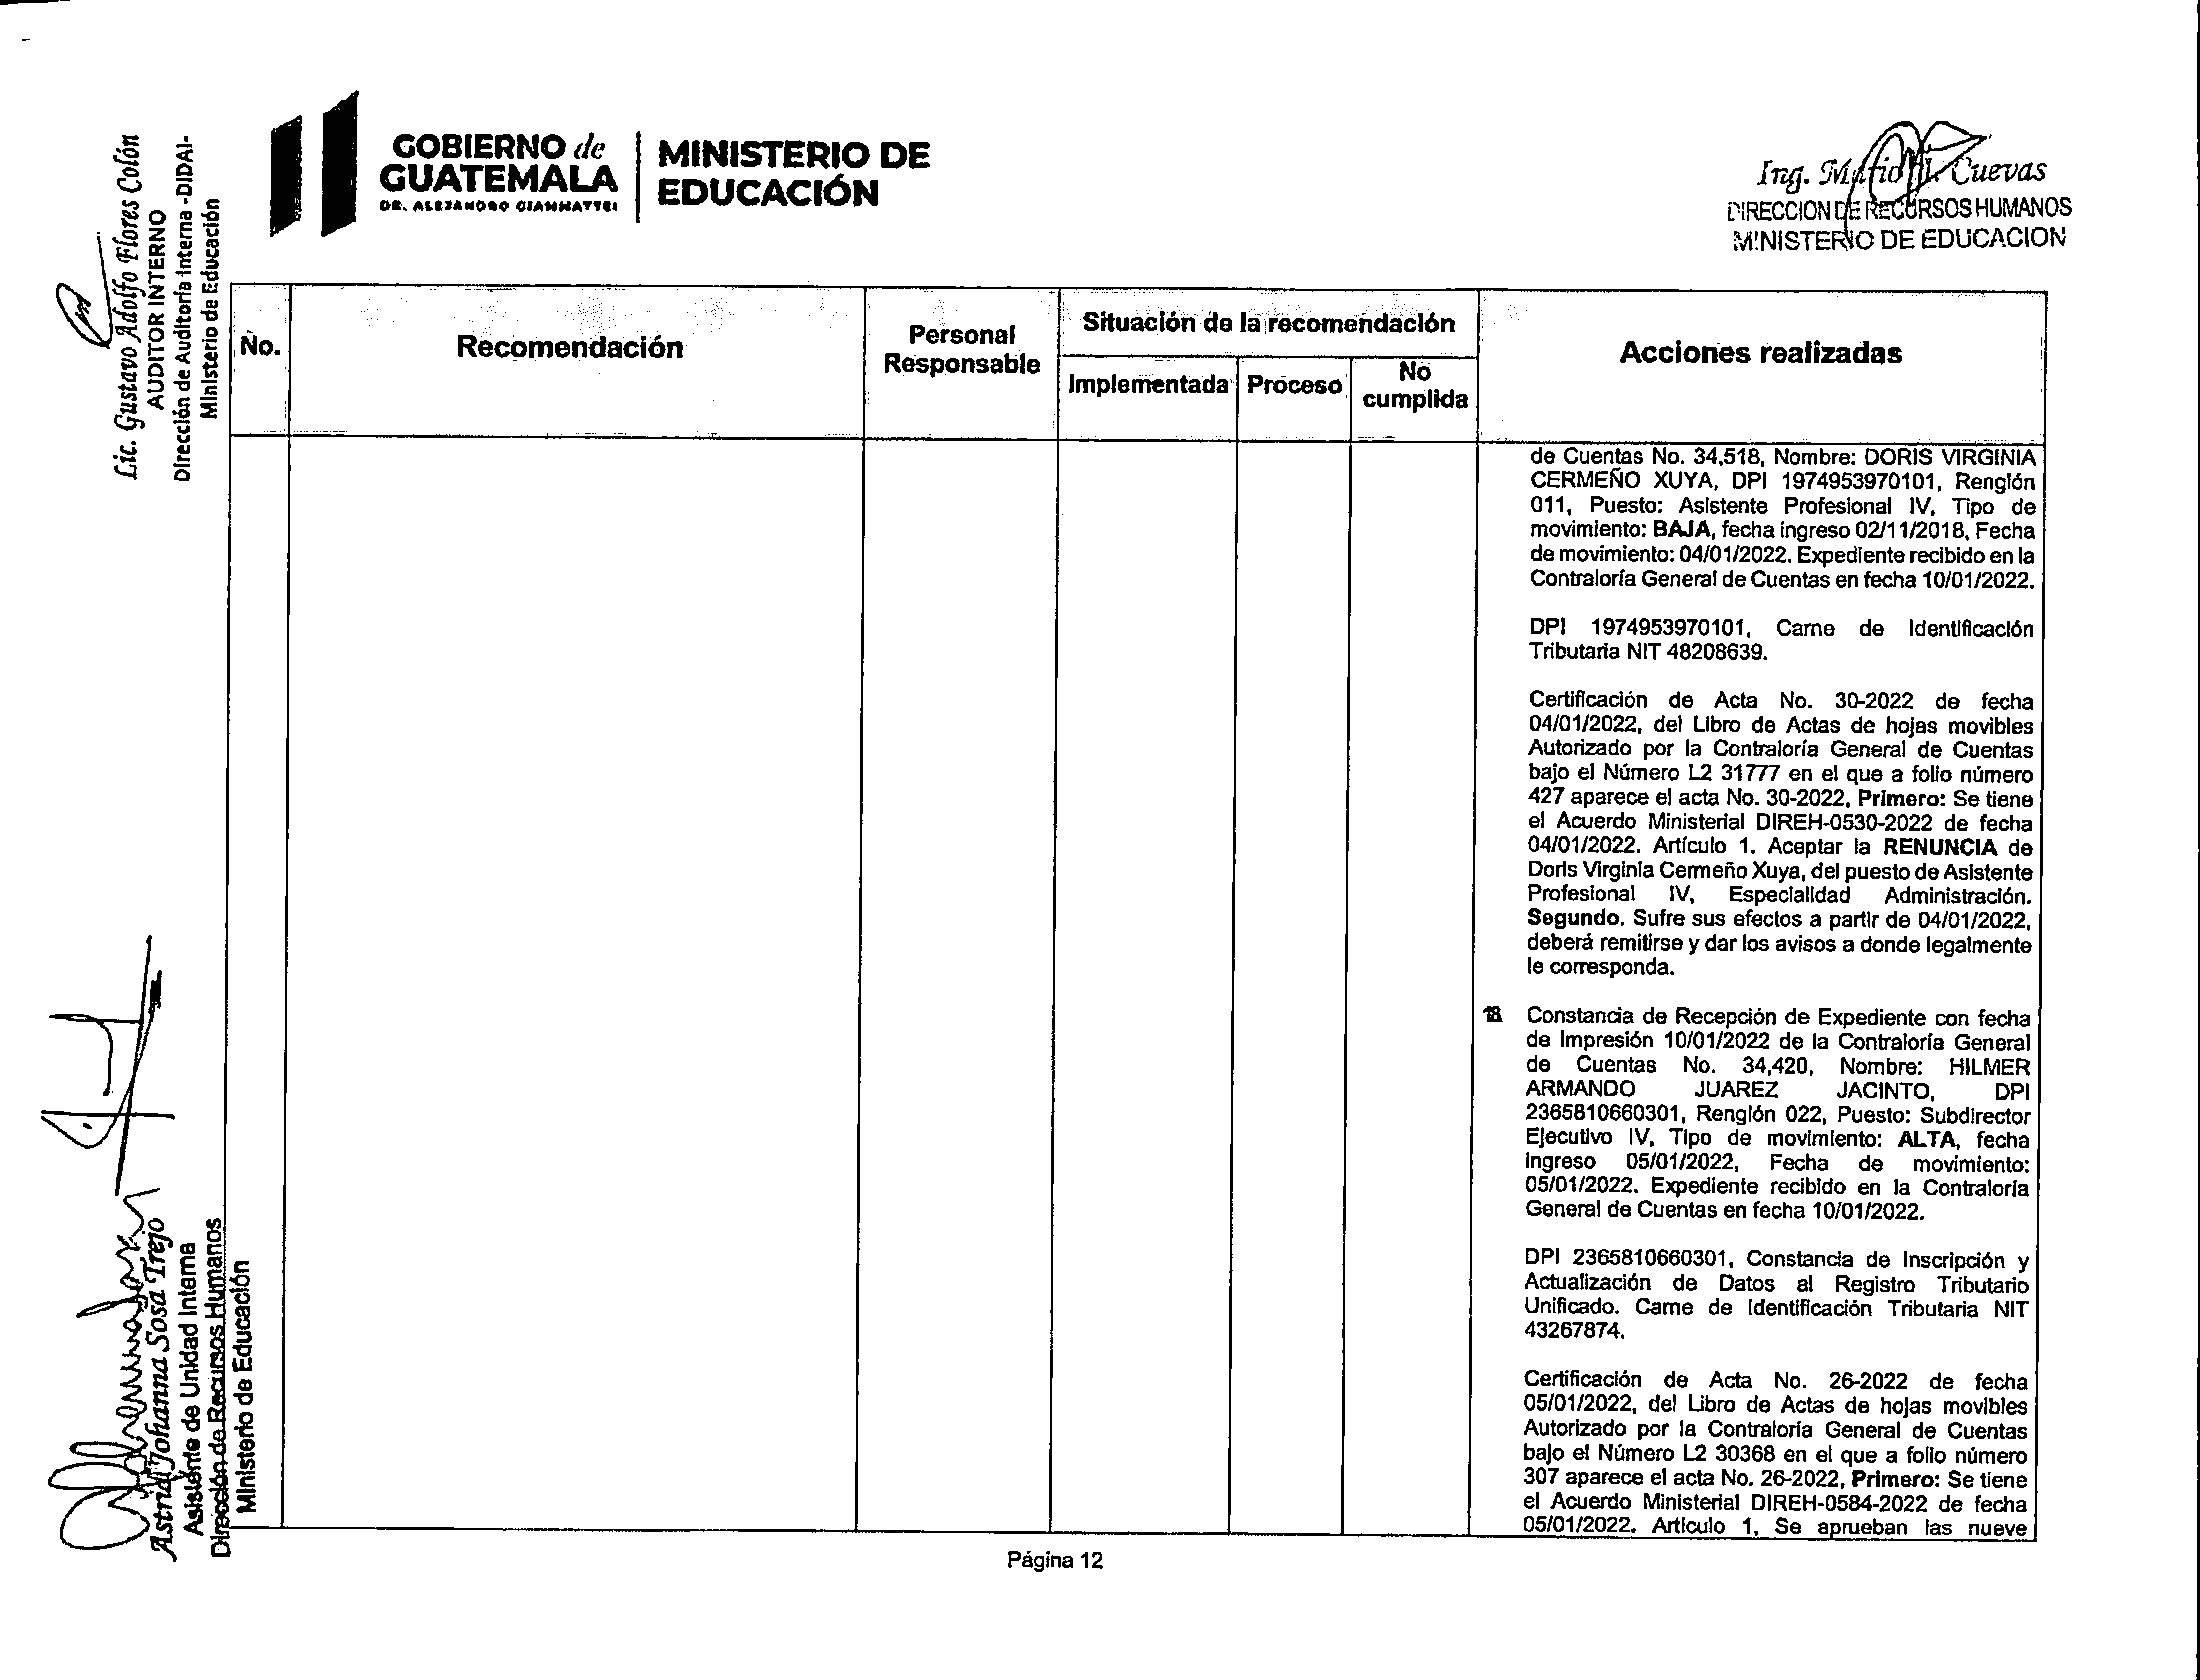 GOBIERNO de
GUATEMALA
DR. ALEJANDRO GIAMMATTEI
MINISTERIO DE
EDUCACIÓN
Cuevas
DIRECCION DE RECURSOS HUMANOS
MINISTERIO DE EDUCACION
Lic. Gustavo Adolfo Flores Colón
AUDITOR INTERNO
Dirección de Auditoría Interna -DIDAI-
Ministerio de Educación
No.
Recomendación
Personal
Responsable
Situación de la recomendación
Implementada
Proceso
No
cumplida
Acciones realizadas
de Cuentas No. 34,518, Nombre: DORIS VIRGINIA
CERMEÑO XUYA, DPI 1974953970101, Renglón
011, Puesto: Asistente Profesional IV, Tipo de
movimiento: BAJA, fecha ingreso 02/11/2018, Fecha
de movimiento: 04/01/2022. Expediente recibido en la
Contraloría General de Cuentas en fecha 10/01/2022.
DPI 1974953970101, Carne de Identificación
Tributaria NIT 48208639.
Certificación de Acta No. 30-2022 de fecha
04/01/2022, del Libro de Actas de hojas movibles
Autorizado por la Contraloría General de Cuentas
bajo el Número L2 31777 en el que a folio número
427 aparece el acta No. 30-2022, Primero: Se tiene
el Acuerdo Ministerial DIREH-0530-2022 de fecha
04/01/2022. Artículo 1. Aceptar la RENUNCIA de
Doris Virginia Cermeño Xuya, del puesto de Asistente
Profesional IV, Especialidad Administración.
Segundo. Sufre sus efectos a partir de 04/01/2022,
deberá remitirse y dar los avisos a donde legalmente
le corresponda.
Constancia de Recepción de Expediente con fecha
de Impresión 10/01/2022 de la Contraloría General
de Cuentas No. 34,420, Nombre: HILMER
ARMANDO JUAREZ JACINTO, DPI
2365810660301, Renglón 022, Puesto: Subdirector
Ejecutivo IV, Tipo de movimiento: ALTA, fecha
ingreso 05/01/2022, Fecha de movimiento:
05/01/2022. Expediente recibido en la Contraloría
General de Cuentas en fecha 10/01/2022.
DPI 2365810660301, Constancia de Inscripción y
Actualización de Datos al Registro Tributario
Unificado. Carne de Identificación Tributaria NIT
43267874.
Certificación de Acta No. 26-2022 de fecha
05/01/2022, del Libro de Actas de hojas movibles
Autorizado por la Contraloría General de Cuentas
bajo el Número L2 30368 en el que a folio número
307 aparece el acta No. 26-2022, Primero: Se tiene
el Acuerdo Ministerial DIREH-0584-2022 de fecha
05/01/2022. Artículo 1, Se aprueban las nueve
Astrid Johanna Sosa Trejo
Asistente de Unidad Interna
Dirección de Recursos Humanos
Ministerio de Educación
Página 12